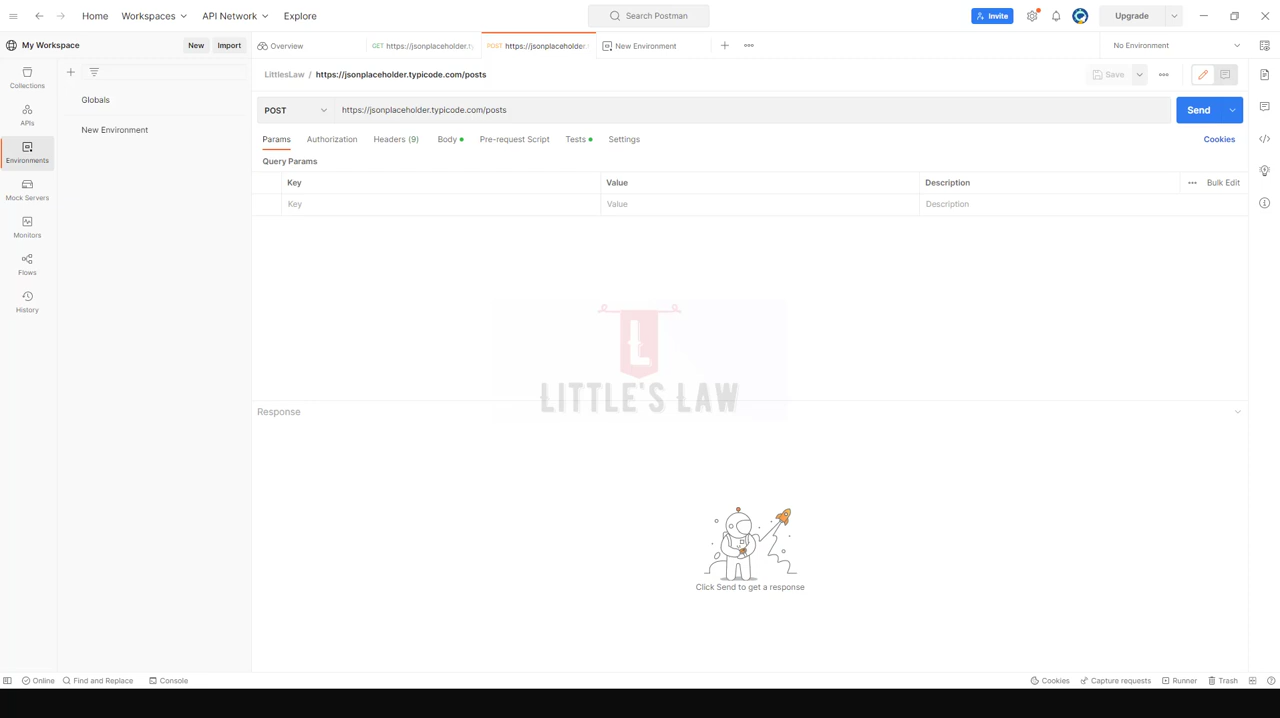 Home Workspaces API Network Explore Search Postman Invite Upgrade
My Workspace New Import Overview GET https://jsonplaceholder.ty POST https://jsonplaceholder. New Environment No Environment
Collections
APIs
Environments
Mock Servers
Monitors
Flows
History
Globals
New Environment
LittlesLaw / https://jsonplaceholder.typicode.com/posts Save
POST https://jsonplaceholder.typicode.com/posts Send
Params Authorization Headers (9) Body Pre-request Script Tests Settings Cookies
Query Params
Key Value Description Bulk Edit
Key Value Description
L
LITTLE'S LAW
Response
Click Send to get a response
Online Find and Replace Console Cookies Capture requests Runner Trash